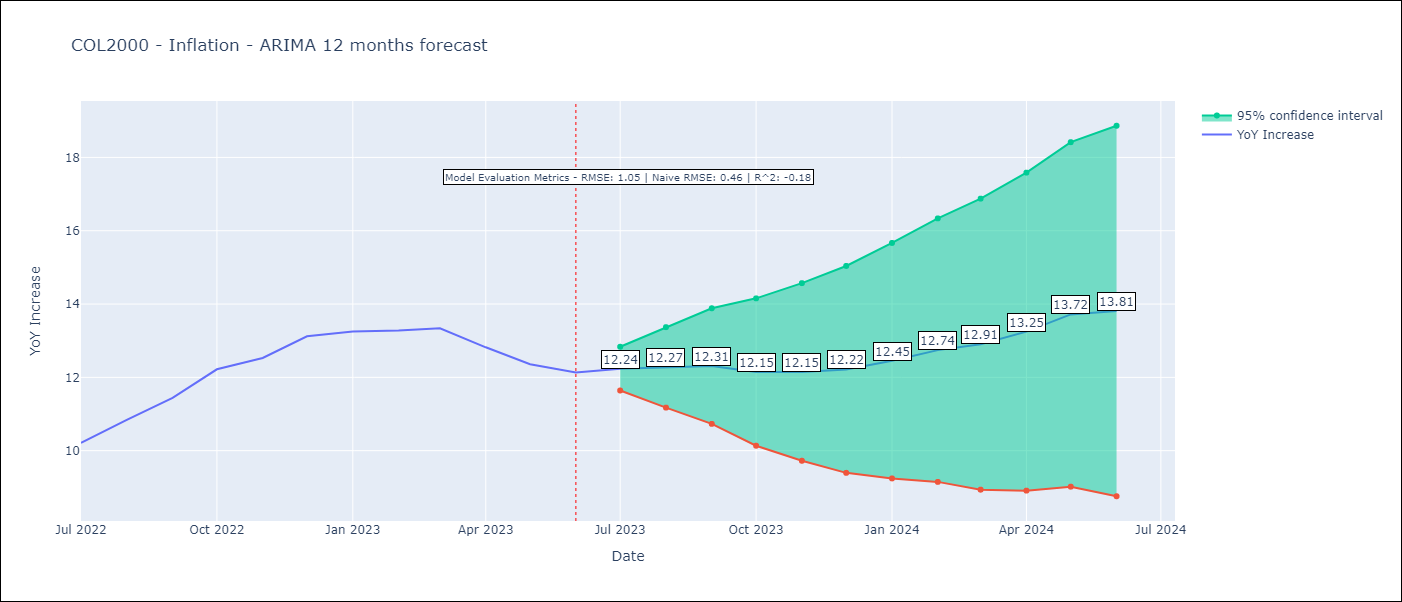 COL2000 - Inflation - ARIMA 12 months forecast
95% confidence interval
YoY Increase
Model Evaluation Metrics - RMSE: 1.05 | Naive RMSE: 0.46 | R^2: -0.18
YoY Increase
18
16
14
12
10
12.24
12.27
12.31
12.15
12.15
12.22
12.45
12.74
12.91
13.25
13.72
13.81
Jul 2022
Oct 2022
Jan 2023
Apr 2023
Jul 2023
Oct 2023
Jan 2024
Apr 2024
Jul 2024
Date